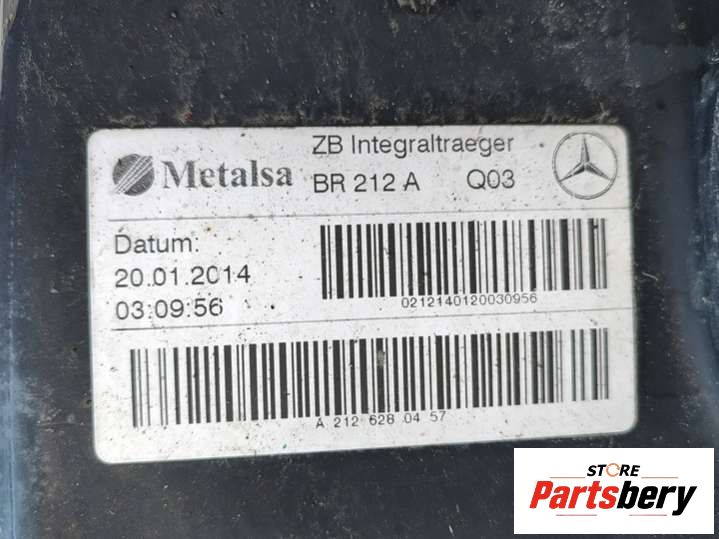 Metalsa
ZB Integraltraeger
BR 212 A Q03
Datum:
20.01.2014
03:09:56
0212140120030956
A 212 628 04 57
STORE
Partsbery